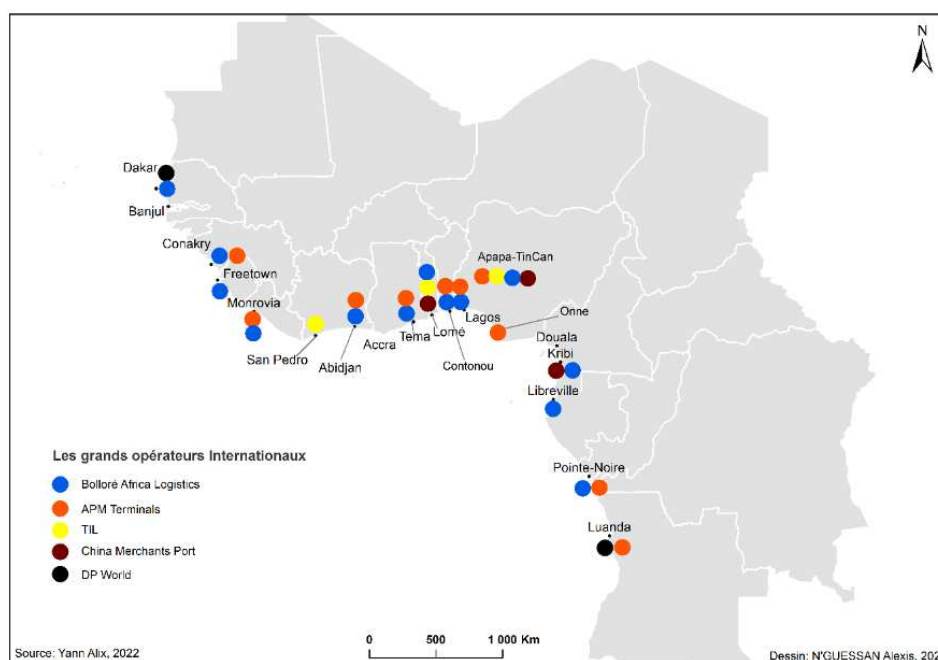 N
Dakar
Banjul
Conakry
Freetown
Monrovia
San Pedro
Abidjan
Accra
Tema
Lomé
Contonou
Lagos
Apapa-TinCan
Onne
Douala
Kribi
Libreville
Pointe-Noire
Luanda
Les grands opérateurs Internationaux
Bolloré Africa Logistics
APM Terminals
TIL
China Merchants Port
DP World
0 500 1 000 Km
Source: Yann Alix, 2022
Dessin: N'GUESSAN Alexis, 202